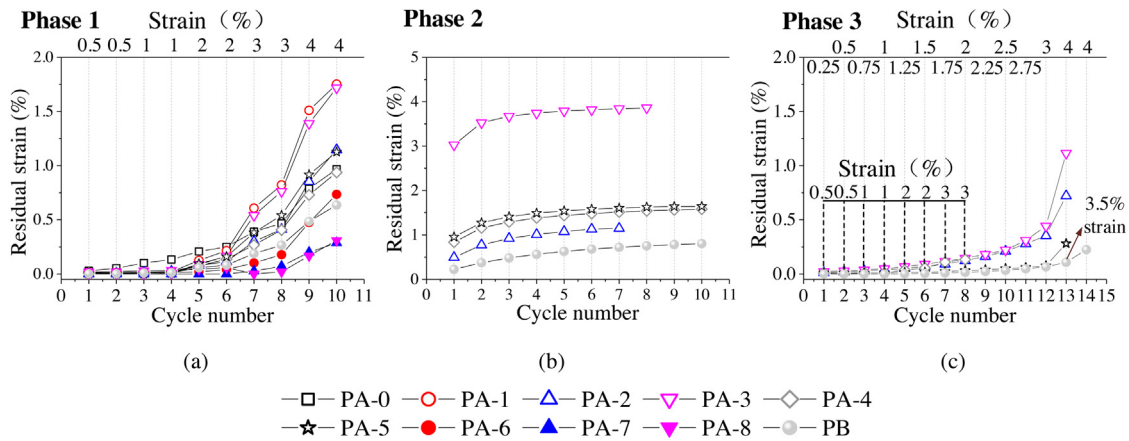 Phase 1
Strain (%)
0.5 0.5 1 1 2 2 3 3 4 4
2.0
1.5
1.0
0.5
0.0
Residual strain (%)
0 1 2 3 4 5 6 7 8 9 10 11
Cycle number
(a)
Phase 2
5
4
3
2
1
0
Residual strain (%)
0 1 2 3 4 5 6 7 8 9 10 11
Cycle number
(b)
Phase 3
Strain (%)
0.5 1 1.5 2 2.5 3 4 4
0.25 0.75 1.25 1.75 2.25 2.75
2.0
1.5
1.0
0.5
0.0
Residual strain (%)
Strain (%)
0.5 0.5 1 1 2 2 3 3
3.5%
strain
0 1 2 3 4 5 6 7 8 9 10 11 12 13 14 15
Cycle number
(c)
PA-0 PA-1 PA-2 PA-3 PA-4
PA-5 PA-6 PA-7 PA-8 PB